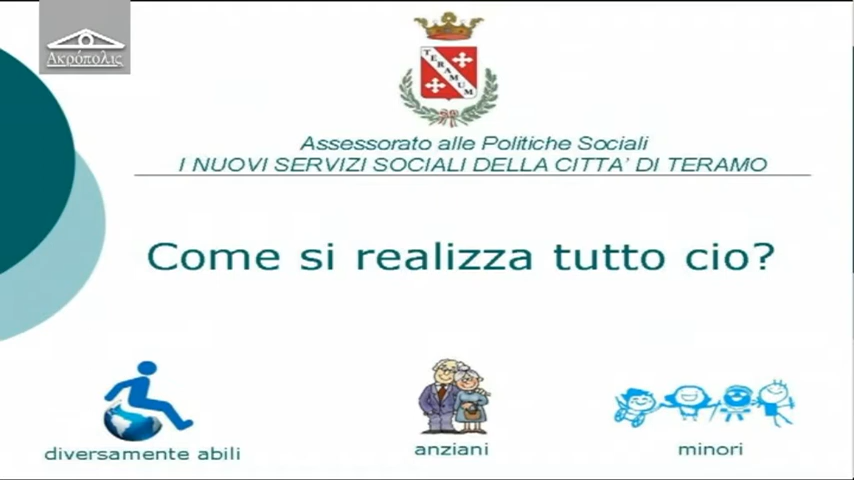 Ακρόπολις
TERAMUM
Assessorato alle Politiche Sociali
I NUOVI SERVIZI SOCIALI DELLA CITTA' DI TERAMO
Come si realizza tutto cio?
diversamente abili
anziani
minori